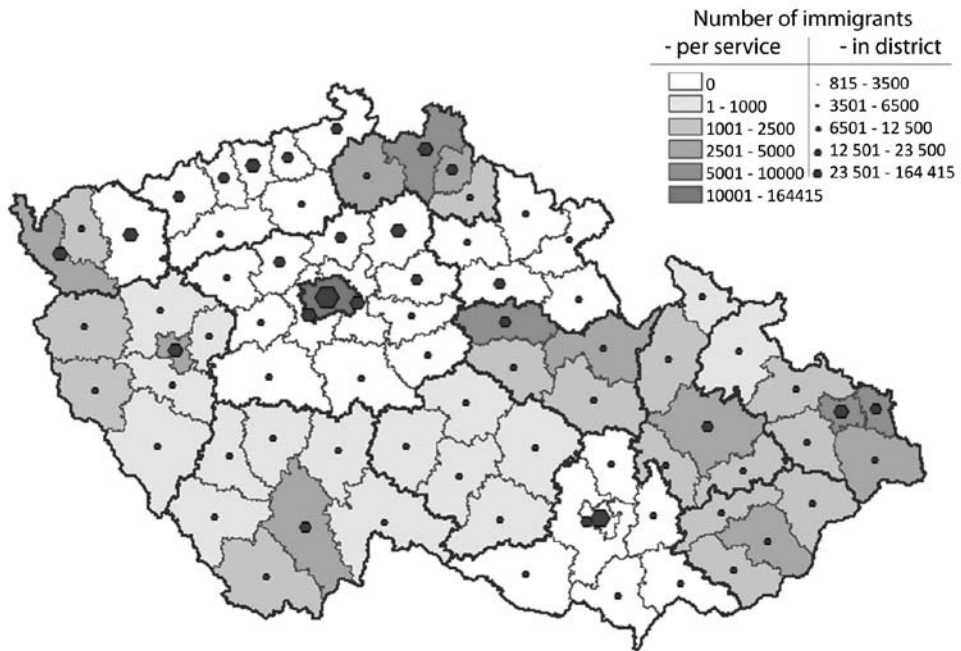 Number of immigrants
- per service - in district
0 - 815 - 3500
1 - 1000 - 3501 - 6500
1001 - 2500 6501 - 12 500
2501 - 5000 12 501 - 23 500
5001 - 10000 23 501 - 164 415
10001 - 164415